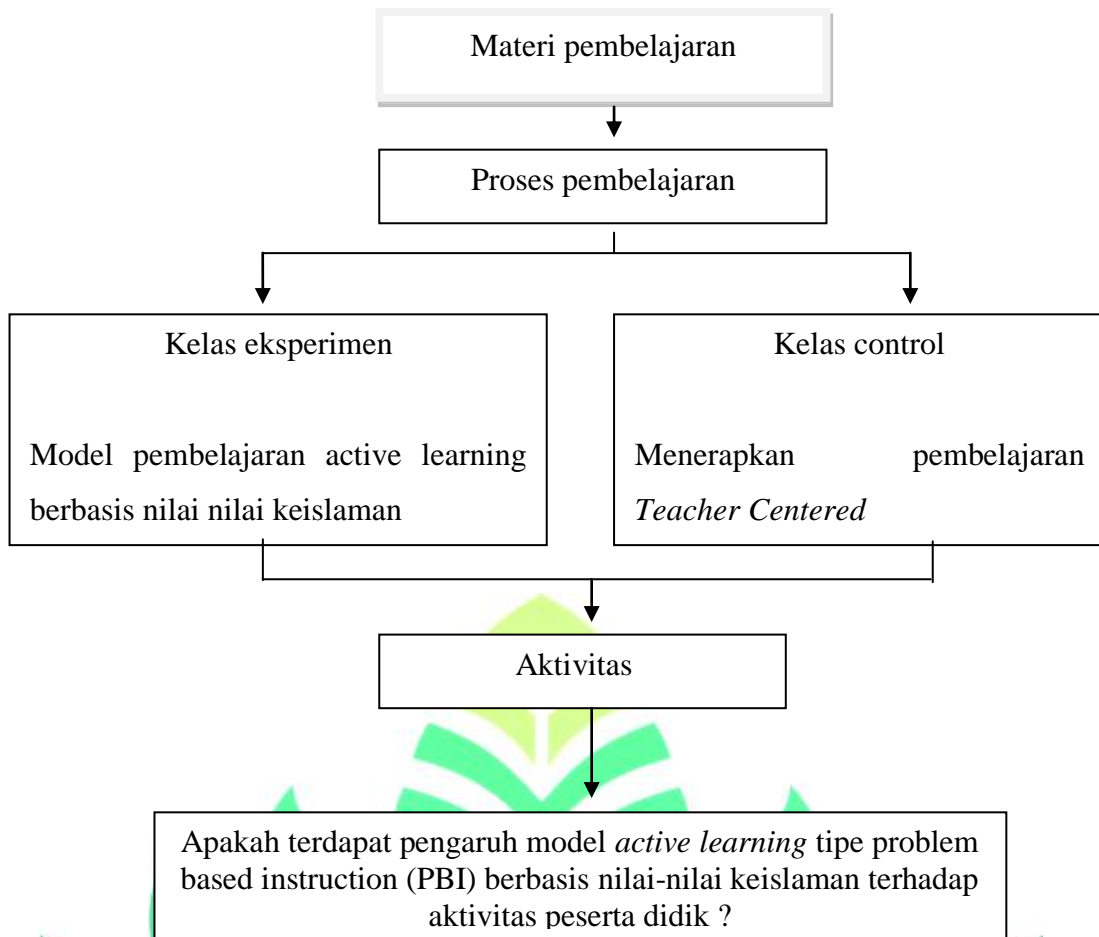 Materi pembelajaran
Proses pembelajaran
Kelas eksperimen
Model pembelajaran active learning
berbasis nilai nilai keislaman
Kelas control
Menerapkan pembelajaran
Teacher Centered
Aktivitas
Apakah terdapat pengaruh model active learning tipe problem
based instruction (PBI) berbasis nilai-nilai keislaman terhadap
aktivitas peserta didik ?